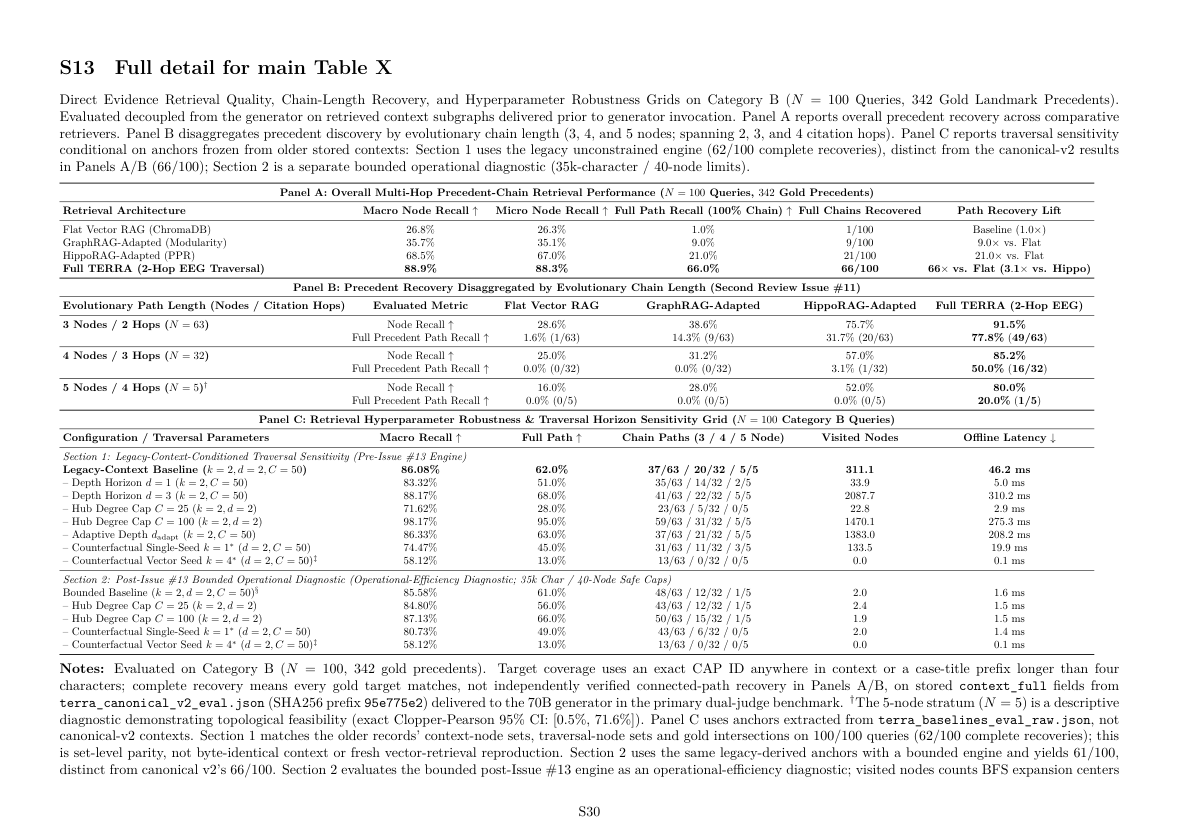 S13 Full detail for main Table X
Direct Evidence Retrieval Quality, Chain-Length Recovery, and Hyperparameter Robustness Grids on Category B (N = 100 Queries, 342 Gold Landmark Precedents).
Evaluated decoupled from the generator on retrieved context subgraphs delivered prior to generator invocation. Panel A reports overall precedent recovery across comparative
retrievers. Panel B disaggregates precedent discovery by evolutionary chain length (3, 4, and 5 nodes; spanning 2, 3, and 4 citation hops). Panel C reports traversal sensitivity
conditional on anchors frozen from older stored contexts: Section 1 uses the legacy unconstrained engine (62/100 complete recoveries), distinct from the canonical-v2 results
in Panels A/B (66/100); Section 2 is a separate bounded operational diagnostic (35k-character / 40-node limits).
Panel A: Overall Multi-Hop Precedent-Chain Retrieval Performance (N = 100 Queries, 342 Gold Precedents)
Retrieval Architecture Macro Node Recall ↑ Micro Node Recall ↑ Full Path Recall (100% Chain) ↑ Full Chains Recovered Path Recovery Lift
Flat Vector RAG (ChromaDB) 26.8% 26.3% 1.0% 1/100 Baseline (1.0×)
GraphRAG-Adapted (Modularity) 35.7% 35.1% 9.0% 9/100 9.0× vs. Flat
HippoRAG-Adapted (PPR) 68.5% 67.0% 21.0% 21/100 21.0× vs. Flat
Full TERRA (2-Hop EEG Traversal) 88.9% 88.3% 66.0% 66/100 66× vs. Flat (3.1× vs. Hippo)
Panel B: Precedent Recovery Disaggregated by Evolutionary Chain Length (Second Review Issue #11)
Evolutionary Path Length (Nodes / Citation Hops) Evaluated Metric Flat Vector RAG GraphRAG-Adapted HippoRAG-Adapted Full TERRA (2-Hop EEG)
3 Nodes / 2 Hops (N = 63) Node Recall ↑ 28.6% 38.6% 75.7% 91.5%
Full Precedent Path Recall ↑ 1.6% (1/63) 14.3% (9/63) 31.7% (20/63) 77.8% (49/63)
4 Nodes / 3 Hops (N = 32) Node Recall ↑ 25.0% 31.2% 57.0% 85.2%
Full Precedent Path Recall ↑ 0.0% (0/32) 0.0% (0/32) 3.1% (1/32) 50.0% (16/32)
5 Nodes / 4 Hops (N = 5)† Node Recall ↑ 16.0% 28.0% 52.0% 80.0%
Full Precedent Path Recall ↑ 0.0% (0/5) 0.0% (0/5) 0.0% (0/5) 20.0% (1/5)
Panel C: Retrieval Hyperparameter Robustness & Traversal Horizon Sensitivity Grid (N = 100 Category B Queries)
Configuration / Traversal Parameters Macro Recall ↑ Full Path ↑ Chain Paths (3 / 4 / 5 Node) Visited Nodes Offline Latency ↓
Section 1: Legacy-Context-Conditioned Traversal Sensitivity (Pre-Issue #13 Engine)
Legacy-Context Baseline (k = 2, d = 2, C = 50) 86.08% 62.0% 37/63 / 20/32 / 5/5 311.1 46.2 ms
– Depth Horizon d = 1 (k = 2, C = 50) 83.32% 51.0% 35/63 / 14/32 / 2/5 33.9 5.0 ms
– Depth Horizon d = 3 (k = 2, C = 50) 88.17% 68.0% 41/63 / 22/32 / 5/5 2087.7 310.2 ms
– Hub Degree Cap C = 25 (k = 2, d = 2) 71.62% 28.0% 23/63 / 5/32 / 0/5 22.8 2.9 ms
– Hub Degree Cap C = 100 (k = 2, d = 2) 98.17% 95.0% 59/63 / 31/32 / 5/5 1470.1 275.3 ms
– Adaptive Depth dadapt (k = 2, C = 50) 86.33% 63.0% 37/63 / 21/32 / 5/5 1383.0 208.2 ms
– Counterfactual Single-Seed k = 1* (d = 2, C = 50) 74.47% 45.0% 31/63 / 11/32 / 3/5 133.5 19.9 ms
– Counterfactual Vector Seed k = 4* (d = 2, C = 50)‡ 58.12% 13.0% 13/63 / 0/32 / 0/5 0.0 0.1 ms
Section 2: Post-Issue #13 Bounded Operational Diagnostic (Operational-Efficiency Diagnostic; 35k Char / 40-Node Safe Caps)
Bounded Baseline (k = 2, d = 2, C = 50)§ 85.58% 61.0% 48/63 / 12/32 / 1/5 2.0 1.6 ms
– Hub Degree Cap C = 25 (k = 2, d = 2) 84.80% 56.0% 43/63 / 12/32 / 1/5 2.4 1.5 ms
– Hub Degree Cap C = 100 (k = 2, d = 2) 87.13% 66.0% 50/63 / 15/32 / 1/5 1.9 1.5 ms
– Counterfactual Single-Seed k = 1* (d = 2, C = 50) 80.73% 49.0% 43/63 / 6/32 / 0/5 2.0 1.4 ms
– Counterfactual Vector Seed k = 4* (d = 2, C = 50)‡ 58.12% 13.0% 13/63 / 0/32 / 0/5 0.0 0.1 ms
Notes: Evaluated on Category B (N = 100, 342 gold precedents). Target coverage uses an exact CAP ID anywhere in context or a case-title prefix longer than four
characters; complete recovery means every gold target matches, not independently verified connected-path recovery in Panels A/B, on stored context_full fields from
terra_canonical_v2_eval.json (SHA256 prefix 95e775e2) delivered to the 70B generator in the primary dual-judge benchmark. †The 5-node stratum (N = 5) is a descriptive
diagnostic demonstrating topological feasibility (exact Clopper-Pearson 95% CI: [0.5%, 71.6%]). Panel C uses anchors extracted from terra_baselines_eval_raw.json, not
canonical-v2 contexts. Section 1 matches the older records' context-node sets, traversal-node sets and gold intersections on 100/100 queries (62/100 complete recoveries); this
is set-level parity, not byte-identical context or fresh vector-retrieval reproduction. Section 2 uses the same legacy-derived anchors with a bounded engine and yields 61/100,
distinct from canonical v2's 66/100. Section 2 evaluates the bounded post-Issue #13 engine as an operational-efficiency diagnostic; visited nodes counts BFS expansion centers
S30